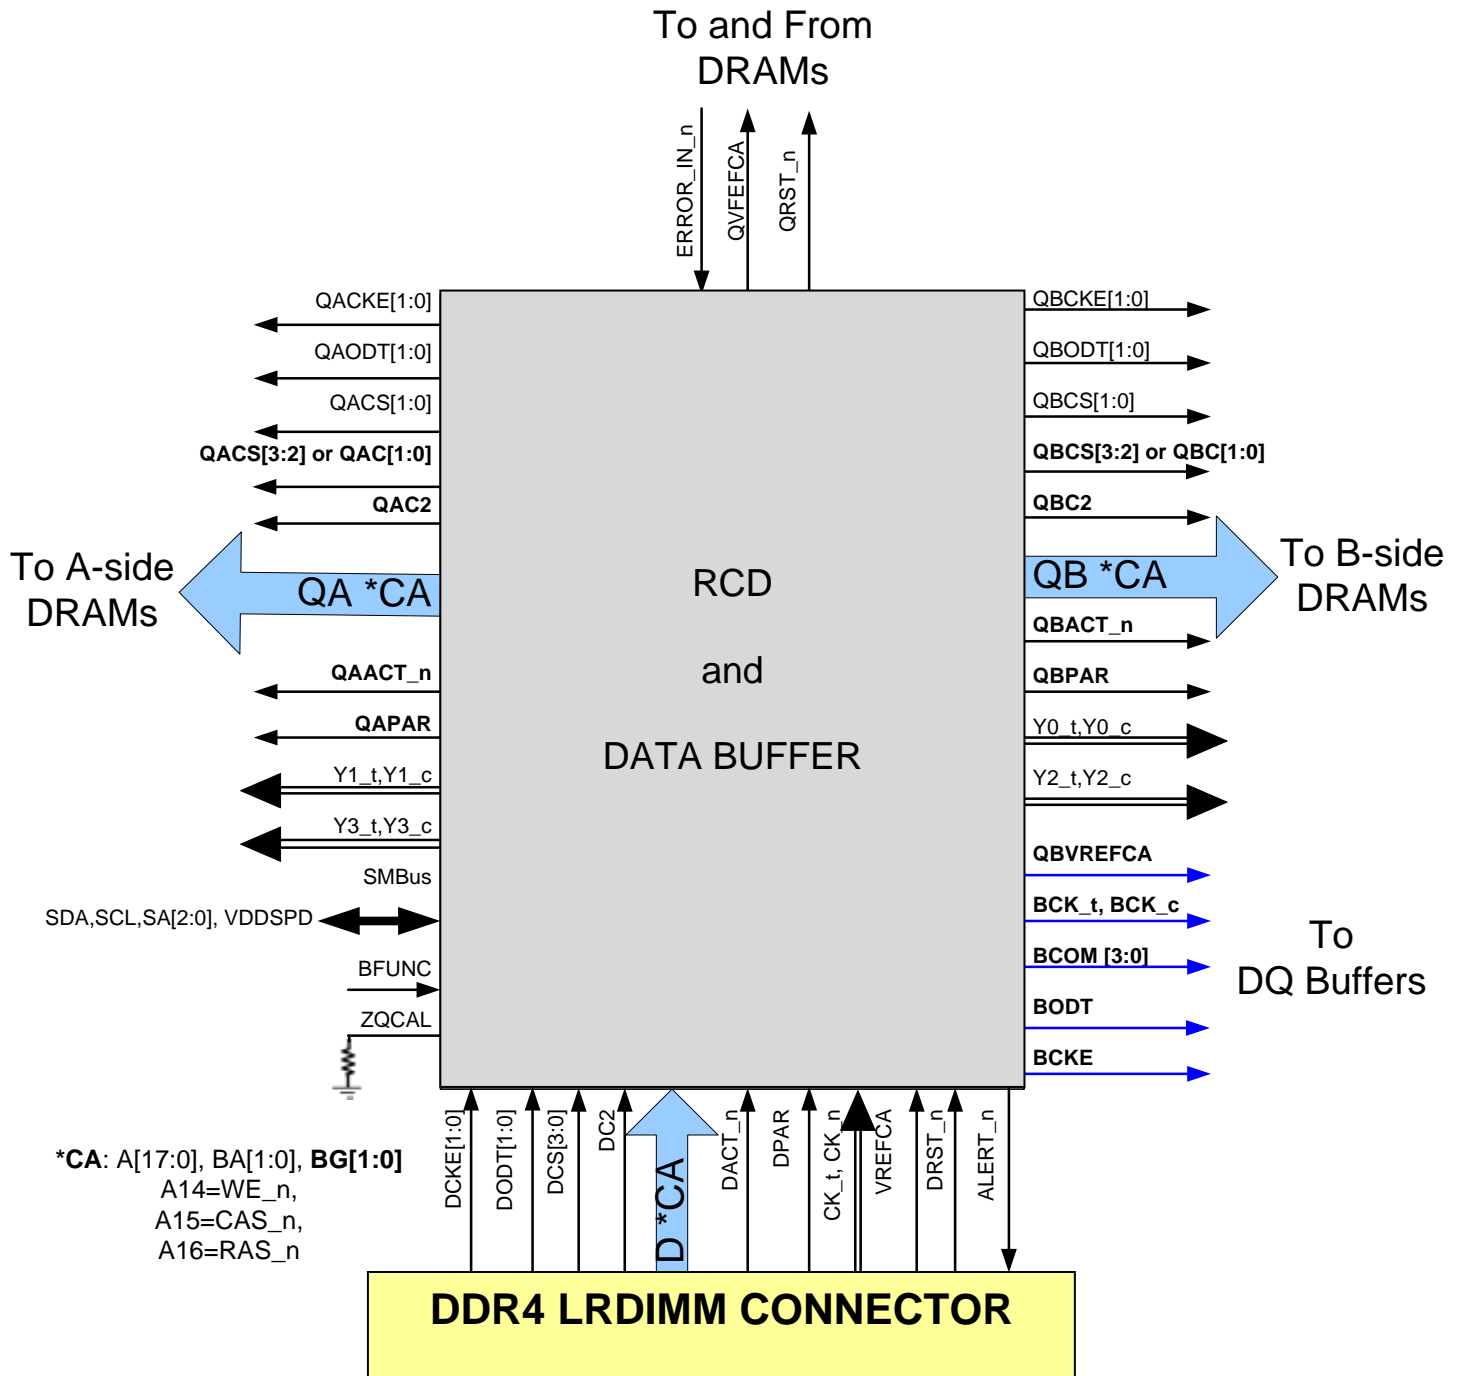 To and From
DRAMs
ERROR_IN_n
QVFEFCA
QRST_n
QACKE[1:0]
QAODT[1:0]
QACS[1:0]
QACS[3:2] or QAC[1:0]
QAC2
To A-side
DRAMs
QA *CA
QAACT_n
QAPAR
Y1_t,Y1_c
Y3_t,Y3_c
SMBus
SDA,SCL,SA[2:0], VDDSPD
BFUNC
ZQCAL
RCD
and
DATA BUFFER
QBCKE[1:0]
QBODT[1:0]
QBCS[1:0]
QBCS[3:2] or QBC[1:0]
QBC2
QB *CA
To B-side
DRAMs
QBACT_n
QBPAR
Y0_t,Y0_c
Y2_t,Y2_c
QBVREFCA
BCK_t, BCK_c
BCOM [3:0]
BODT
BCKE
To
DQ Buffers
DCKE[1:0]
DODT[1:0]
DCS[3:0]
DC2
D *CA
DACT_n
DPAR
CK_t, CK_n
VREFCA
DRST_n
ALERT_n
*CA: A[17:0], BA[1:0], BG[1:0]
A14=WE_n,
A15=CAS_n,
A16=RAS_n
DDR4 LRDIMM CONNECTOR